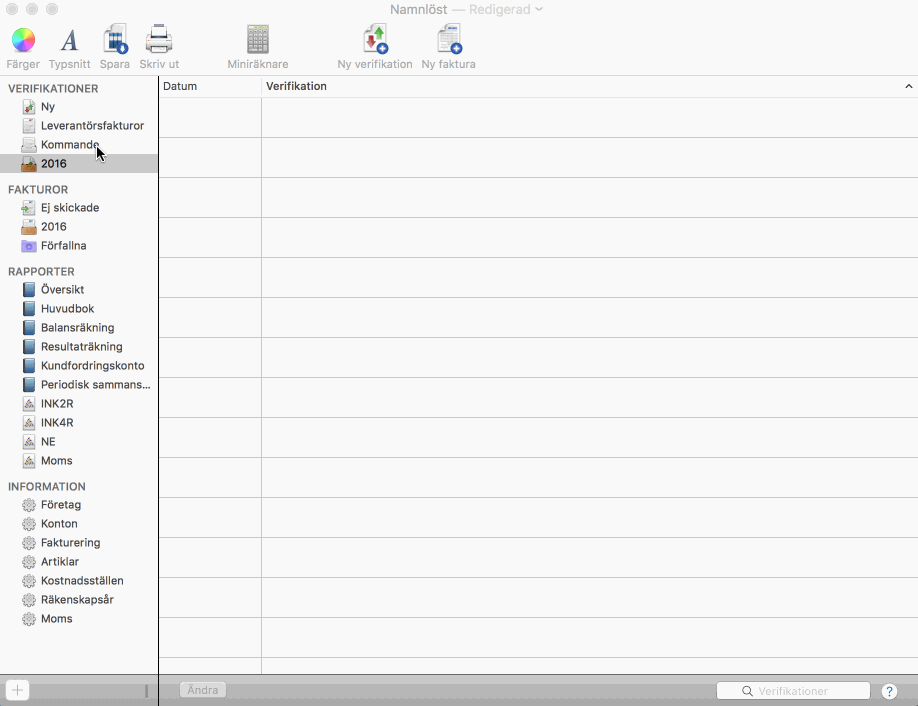 Namnlöst — Redigerad
Färger
Typsnitt
Spara
Skriv ut
Miniräknare
Ny verifikation
Ny faktura
VERIFIKATIONER
Ny
Leverantörsfakturor
Kommande
2016
FAKTUROR
Ej skickade
2016
Förfallna
RAPPORTER
Översikt
Huvudbok
Balansräkning
Resultaträkning
Kundfordringskonto
Periodisk sammans...
INK2R
INK4R
NE
Moms
INFORMATION
Företag
Konton
Fakturering
Artiklar
Kostnadsställen
Räkenskapsår
Moms
Datum
Verifikation
Ändra
Verifikationer
?